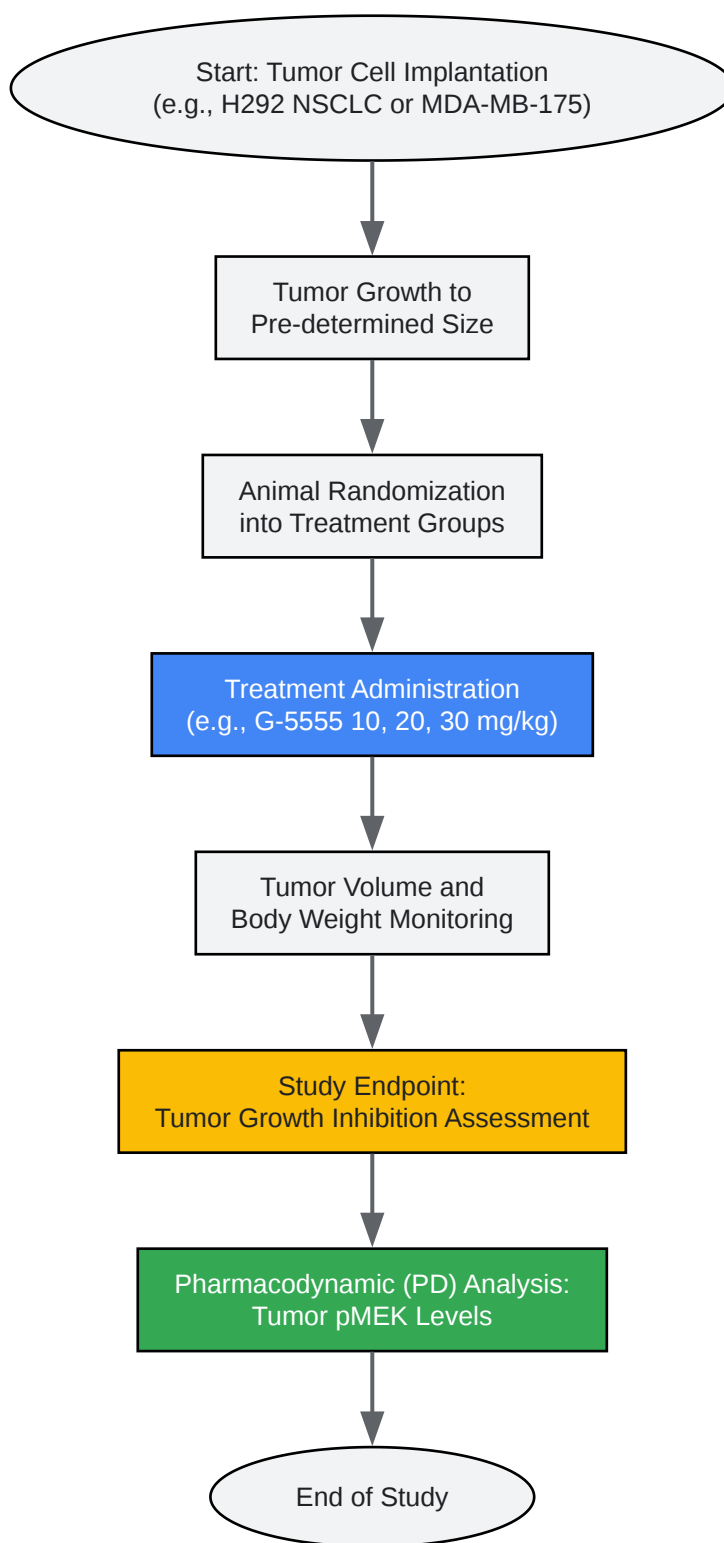 Start: Tumor Cell Implantation
(e.g., H292 NSCLC or MDA-MB-175)
Tumor Growth to
Pre-determined Size
Animal Randomization
into Treatment Groups
Treatment Administration
(e.g., G-5555 10, 20, 30 mg/kg)
Tumor Volume and
Body Weight Monitoring
Study Endpoint:
Tumor Growth Inhibition Assessment
Pharmacodynamic (PD) Analysis:
Tumor pMEK Levels
End of Study